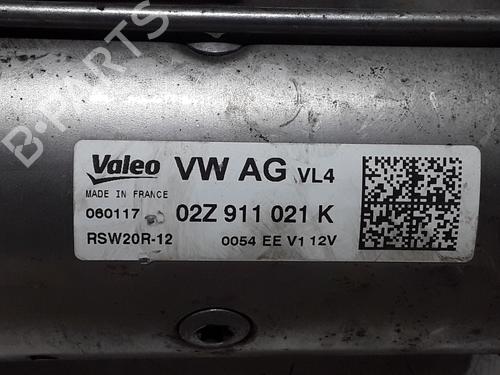 B-PARTS
Valeo VW AG VL4
MADE IN FRANCE
060117 02Z 911 021 K
RSW20R-12 0054 EE V1 12V